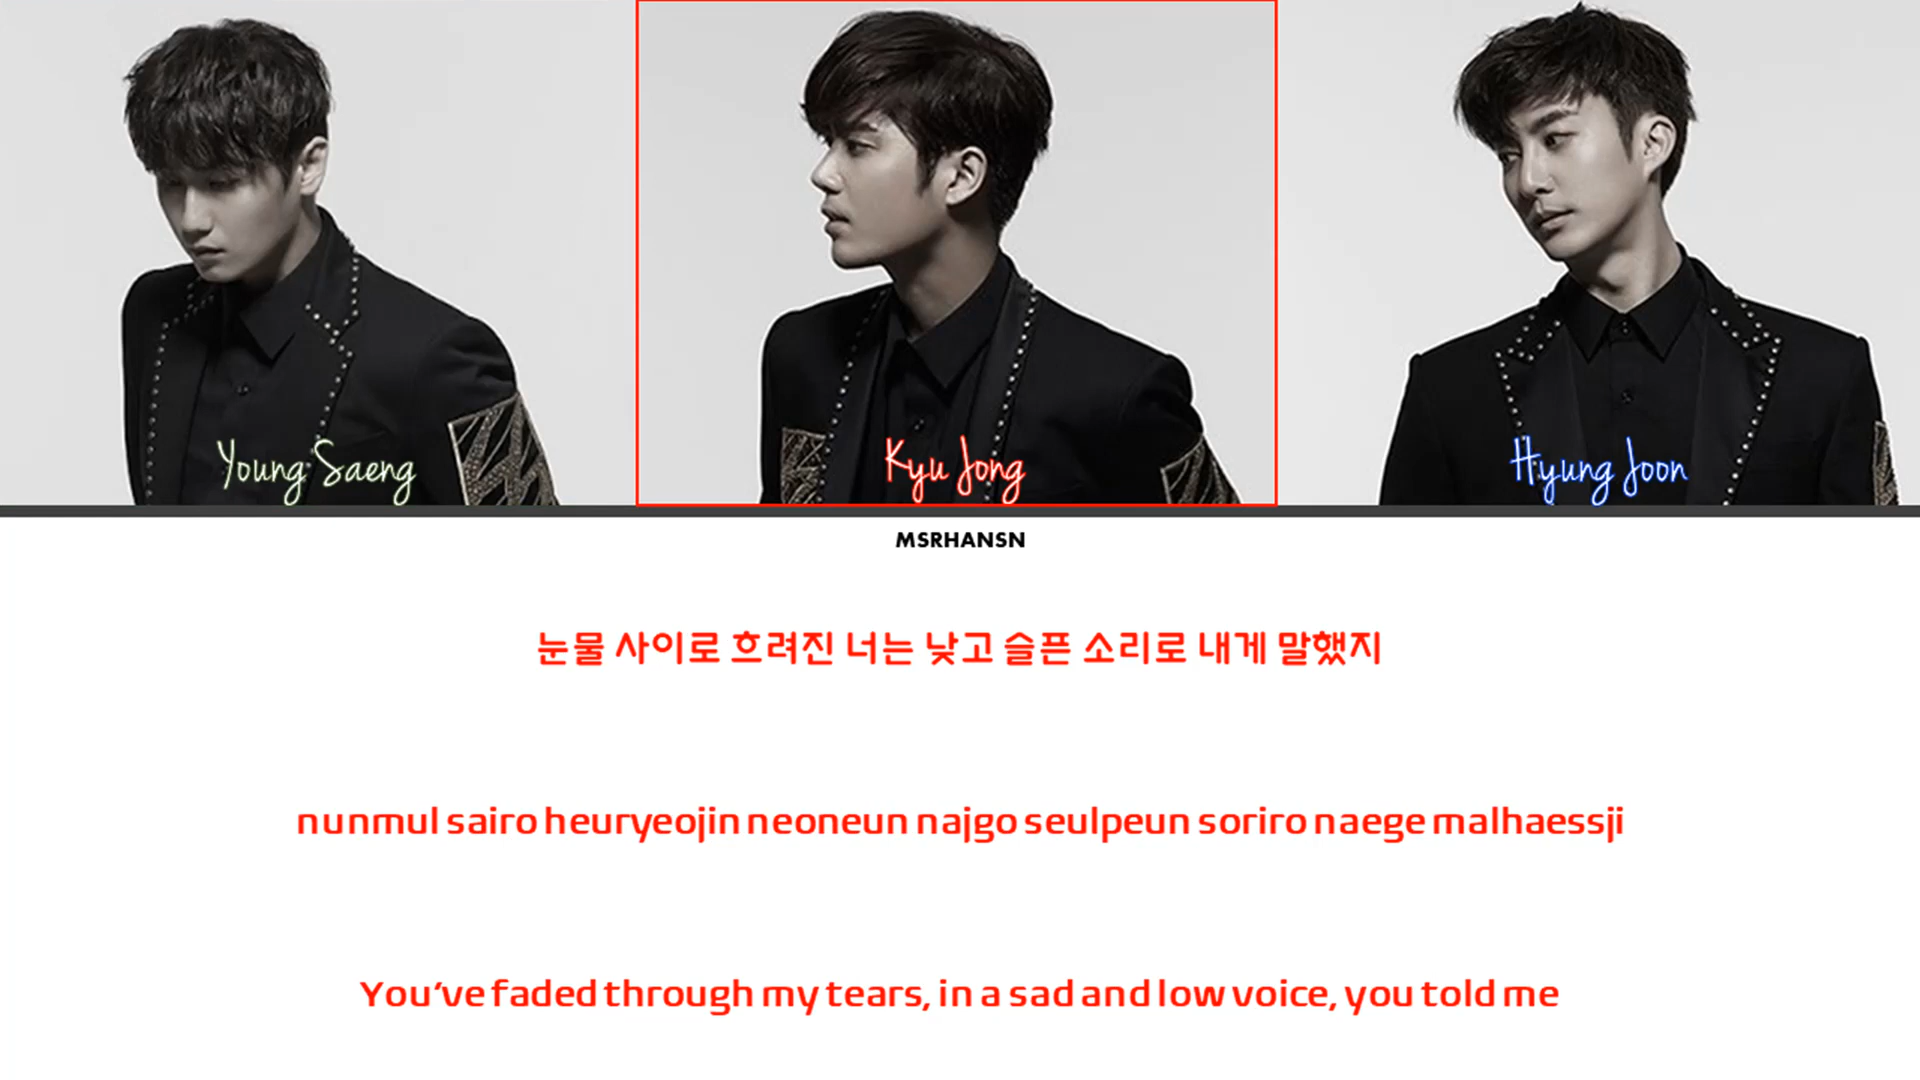 Young Saeng
Kyu Jong
Hyung Joon
MSRHANSN
눈물 사이로 흐려진 너는 낮고 슬픈 소리로 내게 말했지
nunmul sairo heuryeojin neoneun najgo seulpeun soriro naege malhaessji
You've faded through my tears, in a sad and low voice, you told me